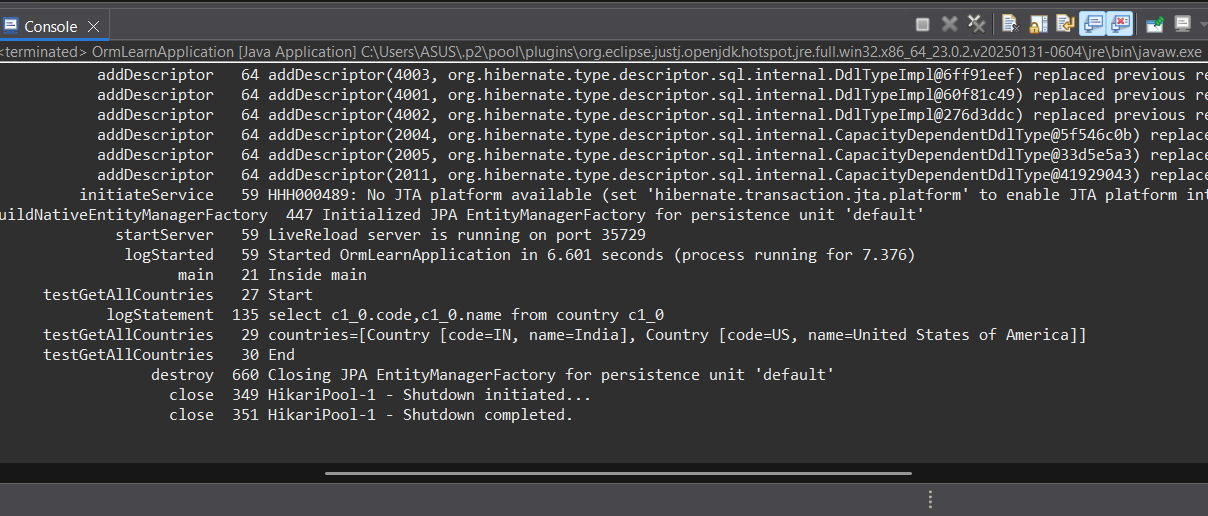 Console
<terminated> OrmLearnApplication [Java Application] C:\Users\ASUS\.p2\pool\plugins\org.eclipse.justj.openjdk.hotspot.jre.full.win32.x86_64_23.0.2.v20250131-0604\jre\bin\javaw.exe
addDescriptor 64 addDescriptor(4003, org.hibernate.type.descriptor.sql.internal.DdlTypeImpl@6ff91eef) replaced previous re
addDescriptor 64 addDescriptor(4001, org.hibernate.type.descriptor.sql.internal.DdlTypeImpl@60f81c49) replaced previous re
addDescriptor 64 addDescriptor(4002, org.hibernate.type.descriptor.sql.internal.DdlTypeImpl@276d3ddc) replaced previous re
addDescriptor 64 addDescriptor(2004, org.hibernate.type.descriptor.sql.internal.CapacityDependentDdlType@5f546c0b) replace
addDescriptor 64 addDescriptor(2005, org.hibernate.type.descriptor.sql.internal.CapacityDependentDdlType@33d5e5a3) replace
addDescriptor 64 addDescriptor(2011, org.hibernate.type.descriptor.sql.internal.CapacityDependentDdlType@41929043) replace
initiateService 59 HHH000489: No JTA platform available (set 'hibernate.transaction.jta.platform' to enable JTA platform int
uildNativeEntityManagerFactory 447 Initialized JPA EntityManagerFactory for persistence unit 'default'
startServer 59 LiveReload server is running on port 35729
logStarted 59 Started OrmLearnApplication in 6.601 seconds (process running for 7.376)
main 21 Inside main
testGetAllCountries 27 Start
logStatement 135 select c1_0.code,c1_0.name from country c1_0
testGetAllCountries 29 countries=[Country [code=IN, name=India], Country [code=US, name=United States of America]]
testGetAllCountries 30 End
destroy 660 Closing JPA EntityManagerFactory for persistence unit 'default'
close 349 HikariPool-1 - Shutdown initiated...
close 351 HikariPool-1 - Shutdown completed.